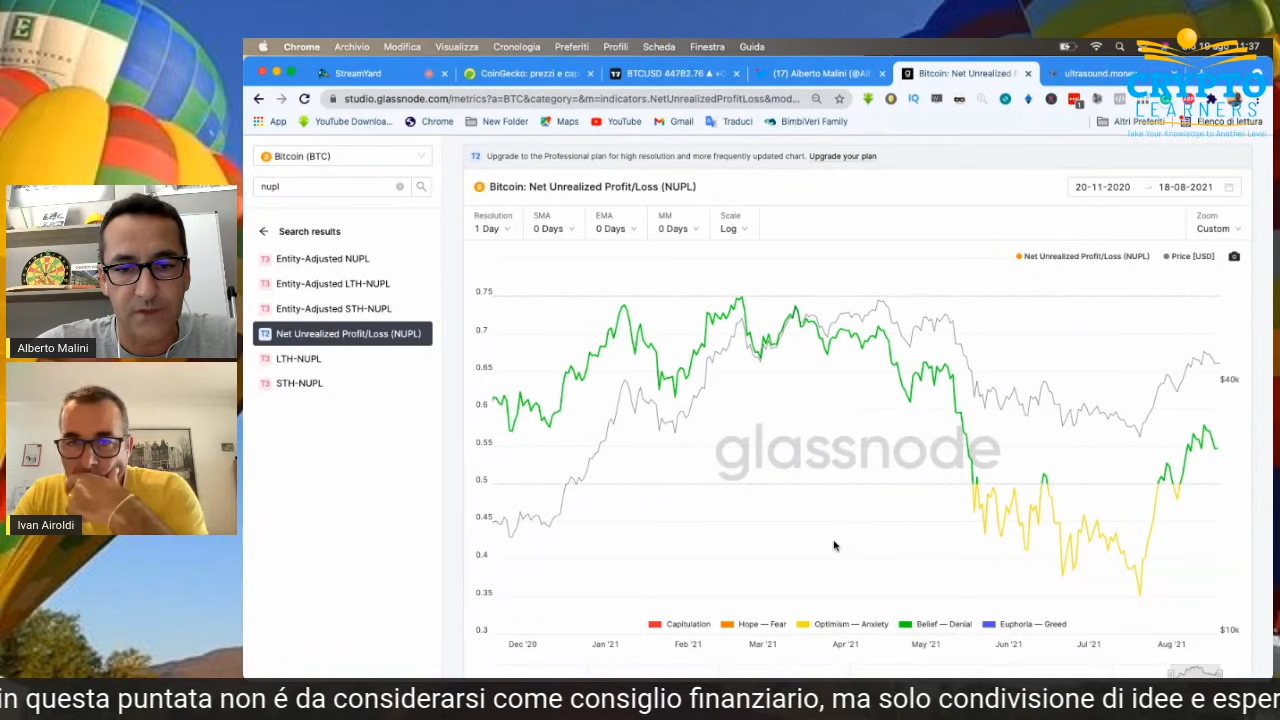 Chrome Archivio Modifica Visualizza Cronologia Preferiti Profili Scheda Finestra Guida
11:37
StreamYard
CoinGecko: prezzi e cap
BTCUSD 44782.76
(17) Alberto Malini (@Alb
Bitcoin: Net Unrealized P
ultrasound.money
studio.glassnode.com/metrics?a=BTC&category=&m=indicators.NetUnrealizedProfitLoss&mod...
App YouTube Downloa... Chrome New Folder Maps YouTube Gmail Traduci BimbiVeri Family Altri Preferiti Elenco di lettura
CRYPTO
LEARNERS
Take Your Knowledge to Another Level
Bitcoin (BTC)
nupl
Search results
T3 Entity-Adjusted NUPL
T3 Entity-Adjusted LTH-NUPL
T3 Entity-Adjusted STH-NUPL
T2 Net Unrealized Profit/Loss (NUPL)
T3 LTH-NUPL
T3 STH-NUPL
T2 Upgrade to the Professional plan for high resolution and more frequently updated chart. Upgrade your plan
Bitcoin: Net Unrealized Profit/Loss (NUPL)
20-11-2020 → 18-08-2021
Resolution SMA EMA MM Scale Zoom
1 Day 0 Days 0 Days 0 Days Log Custom
Net Unrealized Profit/Loss (NUPL) Price [USD]
0.75
0.7
0.65
0.6
0.55
0.5
0.45
0.4
0.35
0.3
$40k
$10k
glassnode
Capitulation Hope — Fear Optimism — Anxiety Belief — Denial Euphoria — Greed
Dec '20 Jan '21 Feb '21 Mar '21 Apr '21 May '21 Jun '21 Jul '21 Aug '21
Alberto Malini
Ivan Airoldi
in questa puntata non é da considerarsi come consiglio finanziario, ma solo condivisione di idee e esper